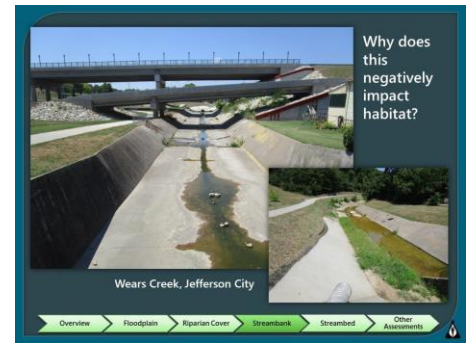 Why does
this
negatively
impact
habitat?
Wears Creek, Jefferson City
Overview
Floodplain
Riparian Cover
Streambank
Streambed
Other
Assessments